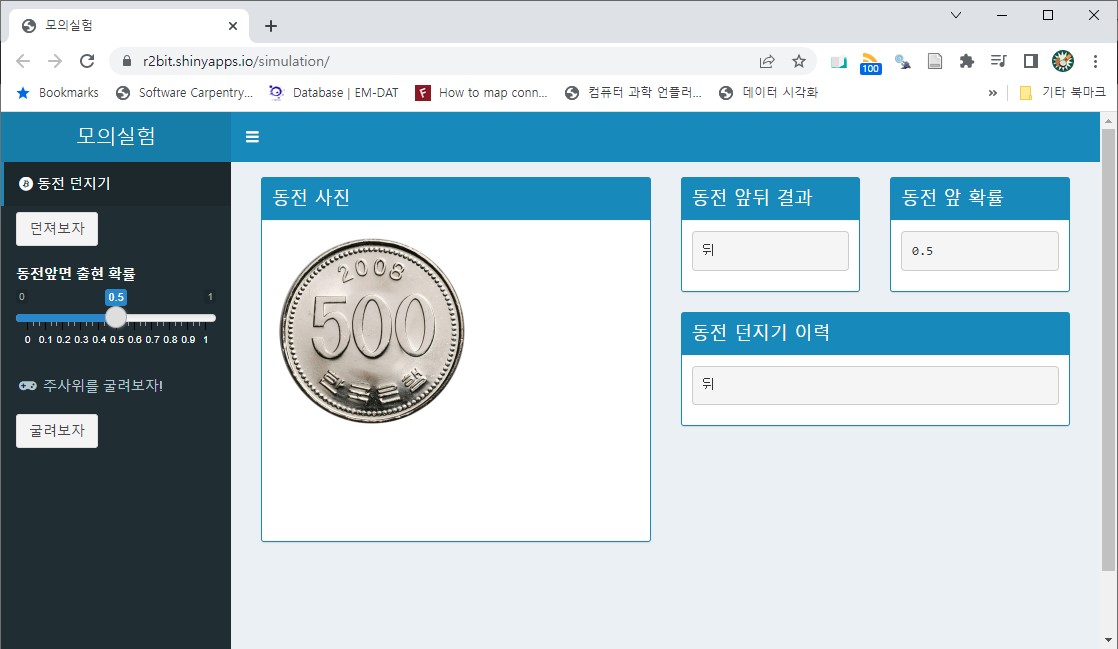 모의실험
r2bit.shinyapps.io/simulation/
100
Bookmarks
Software Carpentry...
Database | EM-DAT
How to map conn...
컴퓨터 과학 언플러...
데이터 시각화
»
기타 북마크
모의실험
동전 던지기
던져보자
동전앞면 출현 확률
0 0.5 1
0 0.1 0.2 0.3 0.4 0.5 0.6 0.7 0.8 0.9 1
주사위를 굴려보자!
굴려보자
동전 사진
2008
500
한국은행
동전 앞뒤 결과
뒤
동전 앞 확률
0.5
동전 던지기 이력
뒤